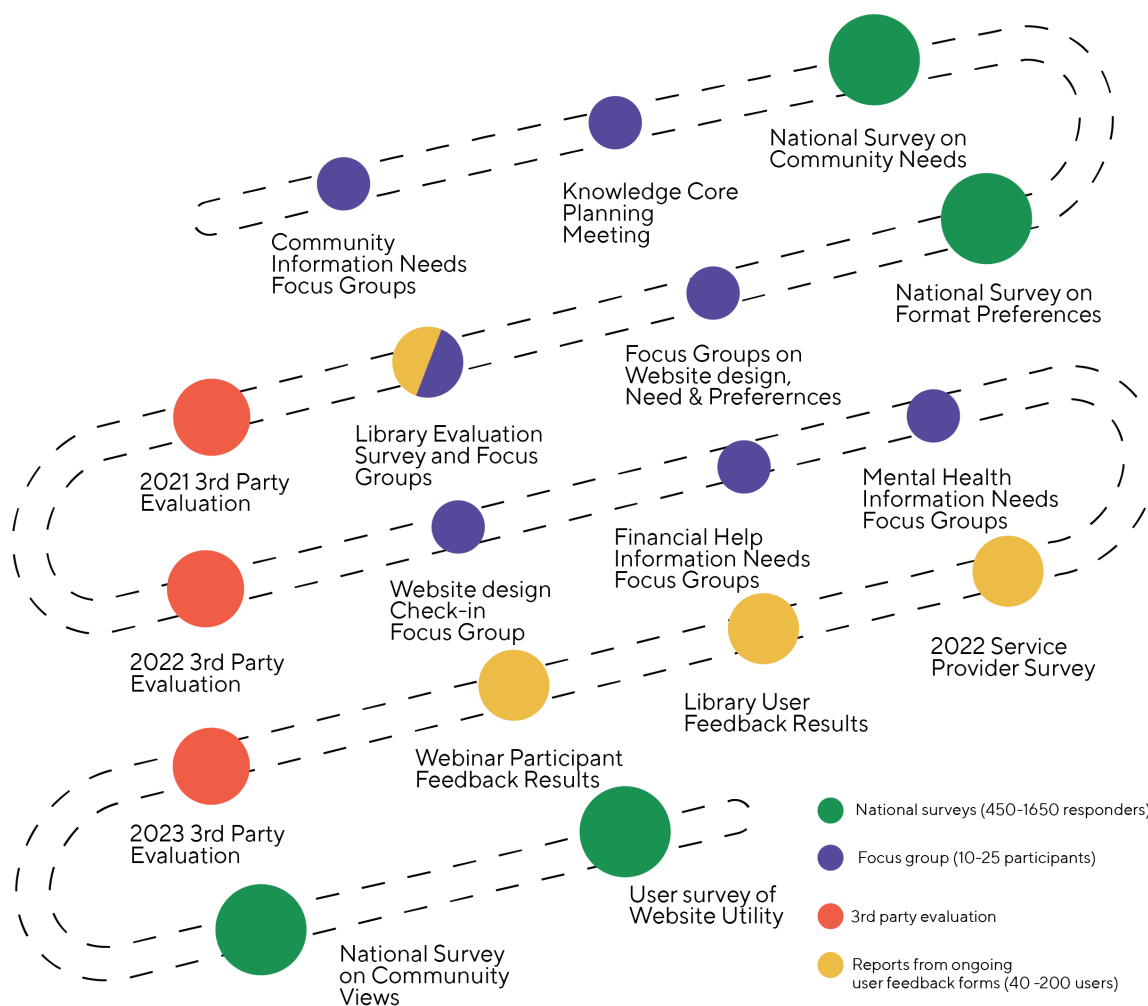 National Survey on
Community Needs
Knowledge Core
Planning
Meeting
Community
Information Needs
Focus Groups
National Survey on
Format Preferences
Focus Groups on
Website design,
Need & Preferernces
Library Evaluation
Survey and Focus
Groups
2021 3rd Party
Evaluation
2022 3rd Party
Evaluation
Website design
Check-in
Focus Group
Financial Help
Information Needs
Focus Groups
Mental Health
Information Needs
Focus Groups
2022 Service
Provider Survey
Library User
Feedback Results
Webinar Participant
Feedback Results
2023 3rd Party
Evaluation
National Survey
on Commuunity
Views
User survey of
Website Utility
National surveys (450-1650 responders)
Focus group (10-25 participants)
3rd party evaluation
Reports from ongoing
user feedback forms (40 -200 users)